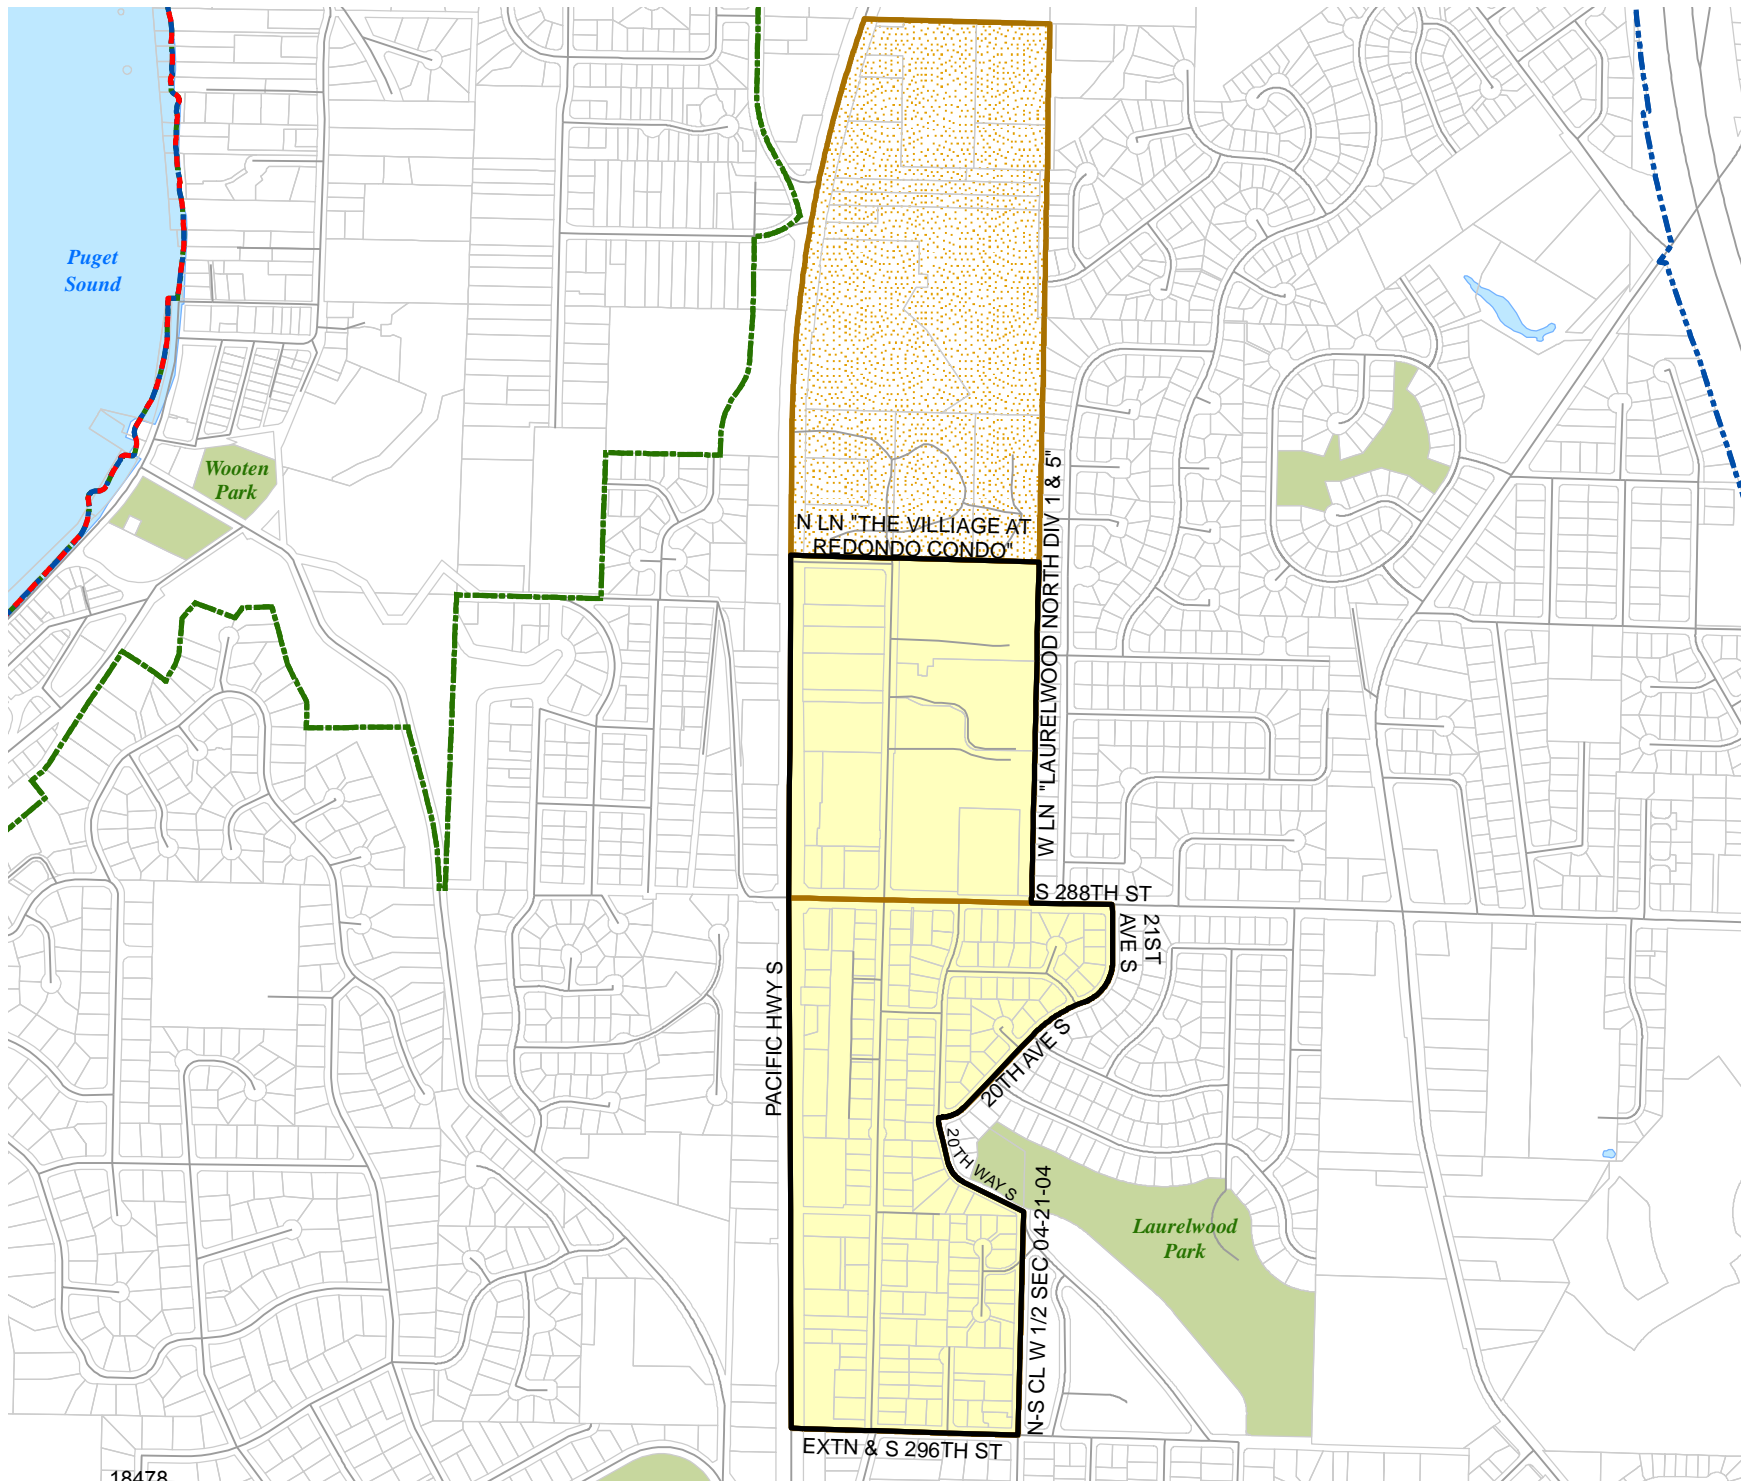 Puget
Sound
Wooten
Park
N LN "THE VILLIAGE AT
REDONDO CONDO"
W LN "LAURELWOOD NORTH DIV 1 & 5"
S 288TH ST
21ST
AVE S
PACIFIC HWY S
20TH AVE S
20TH WAY S
N-S CL W 1/2 SEC 04-21-04
Laurelwood
Park
EXTN & S 296TH ST
18478